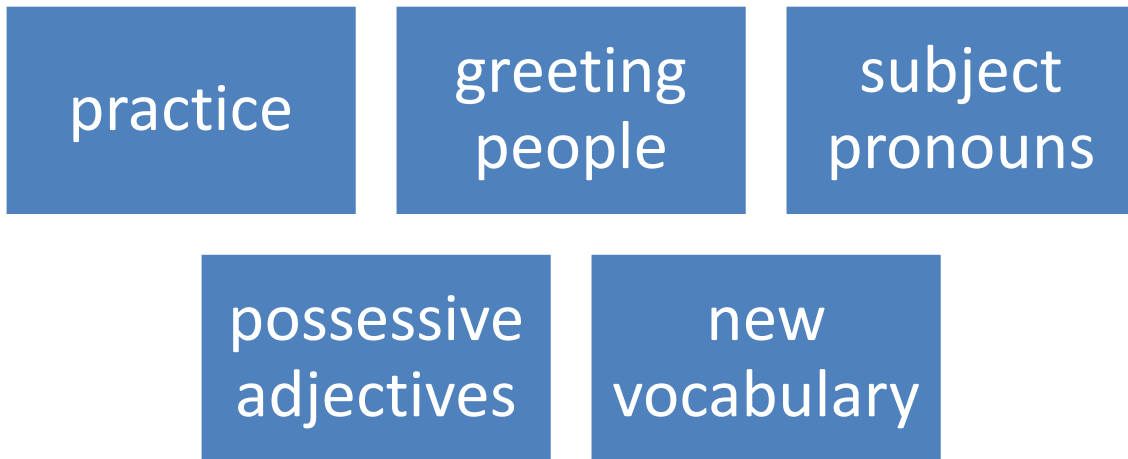 practice
greeting
people
subject
pronouns
possessive
adjectives
new
vocabulary